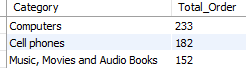 Category Total_Order
Computers 233
Cell phones 182
Music, Movies and Audio Books 152